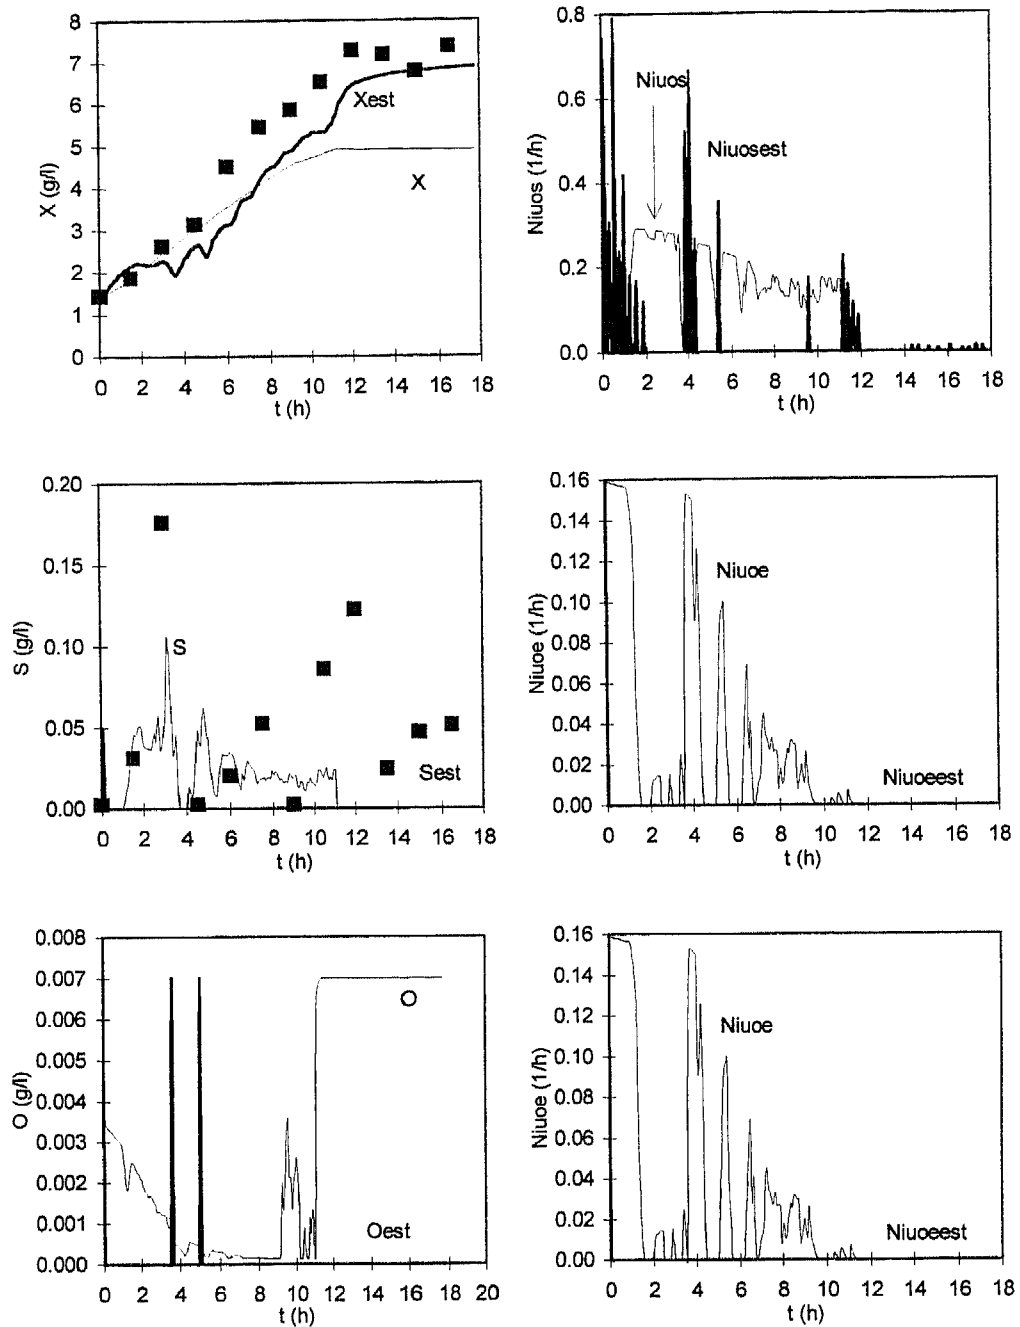 8
7
6
5
4
3
2
1
0
X (g/l)
Xest
X
0 2 4 6 8 10 12 14 16 18
t (h)
0.8
0.6
0.4
0.2
0.0
Niuos (1/h)
Niuos
Niuosest
0 2 4 6 8 10 12 14 16 18
t (h)
0.20
0.15
0.10
0.05
0.00
S (g/l)
S
Sest
0 2 4 6 8 10 12 14 16 18
t (h)
0.16
0.14
0.12
0.10
0.08
0.06
0.04
0.02
0.00
Niuoe (1/h)
Niuoe
Niuoeest
0 2 4 6 8 10 12 14 16 18
t (h)
0.008
0.007
0.006
0.005
0.004
0.003
0.002
0.001
0.000
O (g/l)
O
Oest
0 2 4 6 8 10 12 14 16 18 20
t (h)
0.16
0.14
0.12
0.10
0.08
0.06
0.04
0.02
0.00
Niuoe (1/h)
Niuoe
Niuoeest
0 2 4 6 8 10 12 14 16 18
t (h)